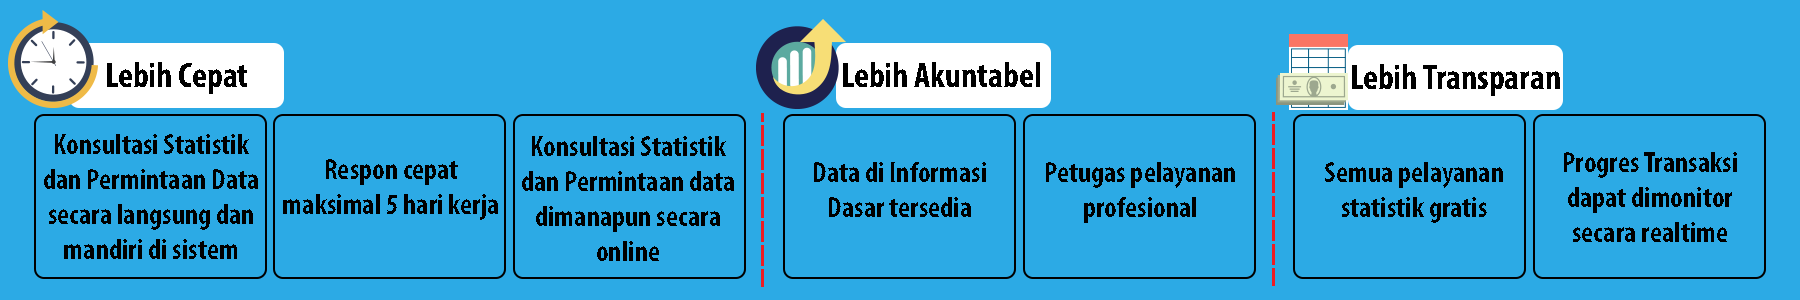 Lebih Cepat
Konsultasi Statistik
dan Permintaan Data
secara langsung dan
mandiri di sistem
Respon cepat
maksimal 5 hari kerja
Konsultasi Statistik
dan Permintaan data
dimanapun secara
online
Lebih Akuntabel
Data di Informasi
Dasar tersedia
Petugas pelayanan
profesional
Lebih Transparan
Semua pelayanan
statistik gratis
Progres Transaksi
dapat dimonitor
secara realtime